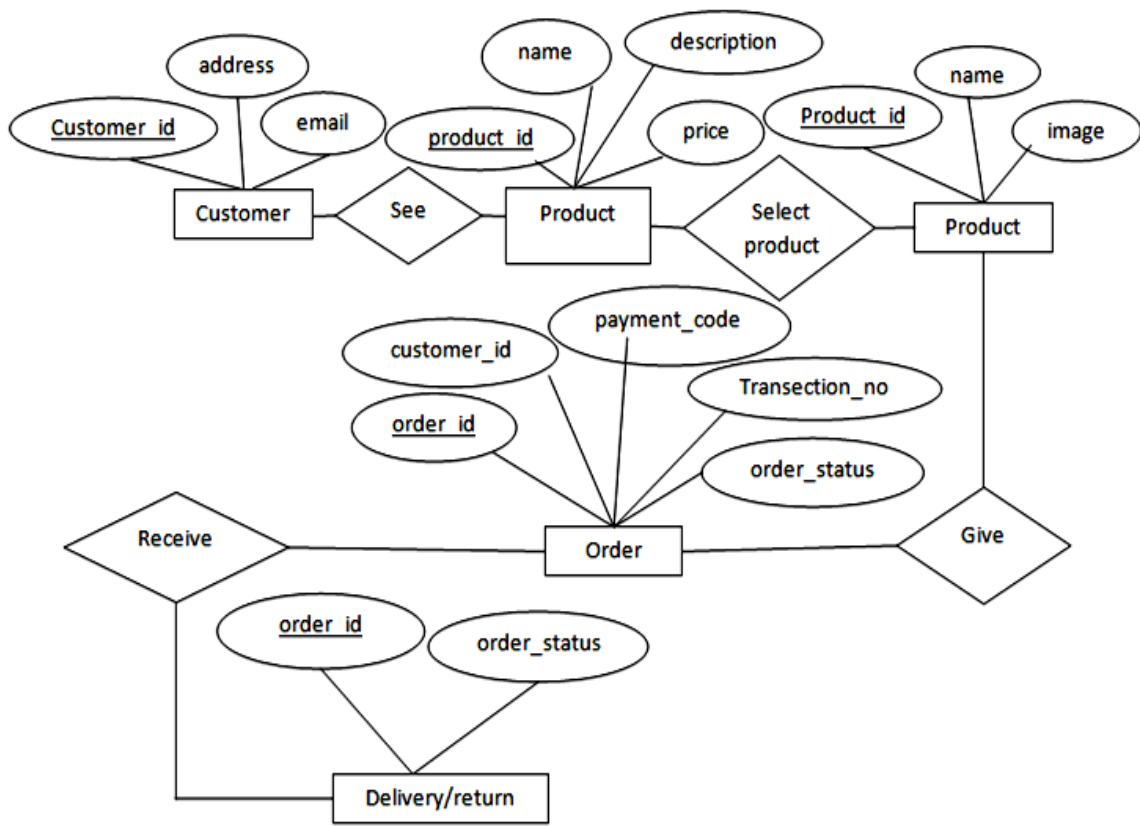 address
Customer_id
email
name
description
product_id
price
Product_id
name
image
Customer
See
Product
Select
product
Product
payment_code
customer_id
Transection_no
order_id
order_status
Receive
Order
Give
order_id
order_status
Delivery/return